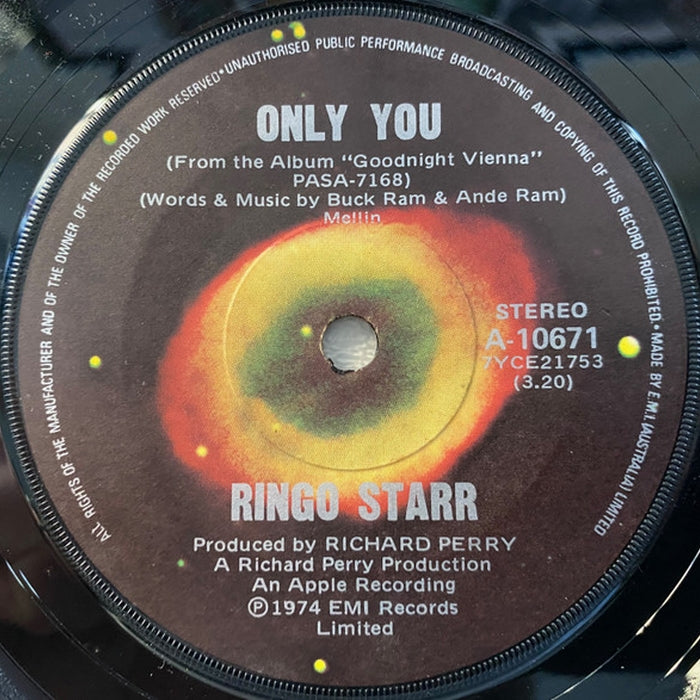 ALL RIGHTS OF THE MANUFACTURER AND OF THE OWNER OF THE RECORDED WORK RESERVED•UNAUTHORISED PUBLIC PERFORMANCE BROADCASTING AND COPYING OF THIS RECORD PROHIBITED•MADE BY E.M.I. (AUSTRALIA) LIMITED
ONLY YOU
(From the Album "Goodnight Vienna"
PASA-7168)
(Words & Music by Buck Ram & Ande Ram)
Mellin
STEREO
A-10671
7YCE21753
(3.20)
RINGO STARR
Produced by RICHARD PERRY
A Richard Perry Production
An Apple Recording
Ⓟ1974 EMI Records
Limited